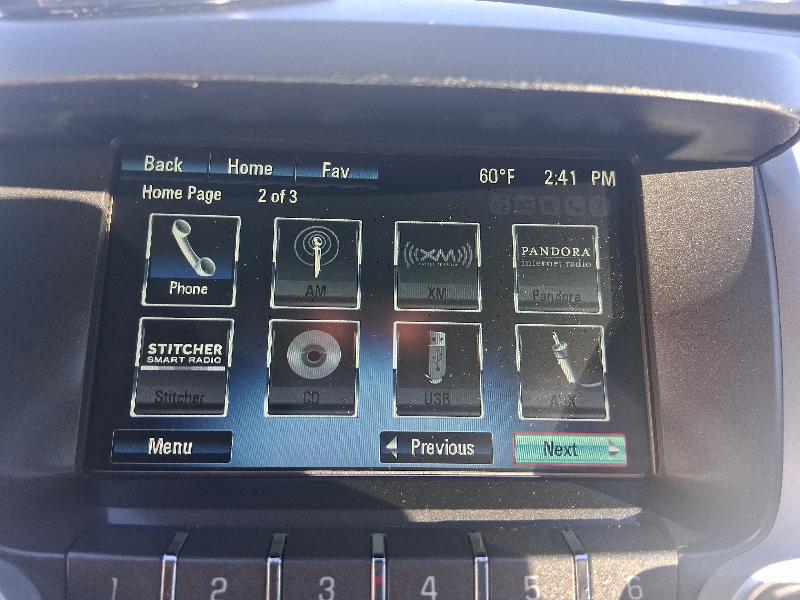 Back Home Fav
60°F 2:41 PM
Home Page 2 of 3
Phone
AM
XM
XM
PANDORA
internet radio
Pandora
STITCHER
SMART RADIO
Stitcher
CD
USB
AUX
Menu Previous Next
1 2 3 4 5 6